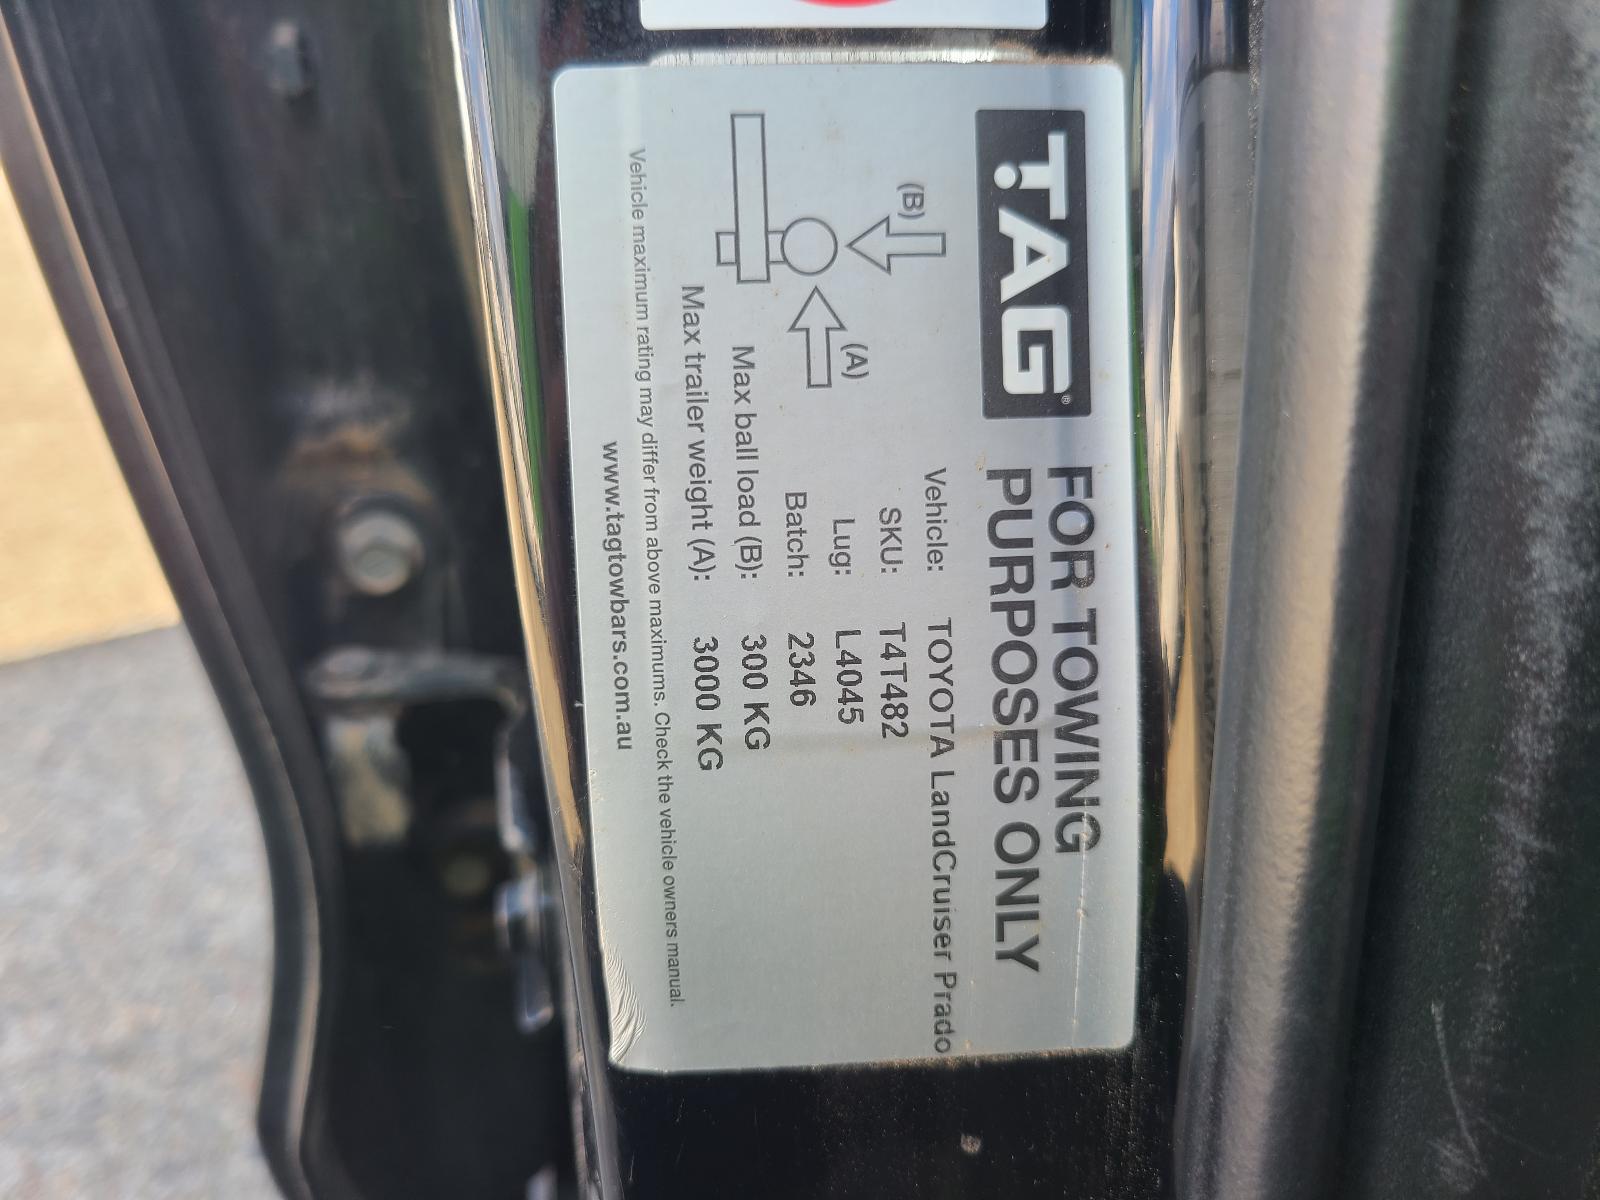 TAG®
FOR TOWING
PURPOSES ONLY
(B)
(A)
Vehicle: TOYOTA LandCruiser Prado
SKU: T4T482
Lug: L4045
Batch: 2346
Max ball load (B): 300 KG
Max trailer weight (A): 3000 KG
Vehicle maximum rating may differ from above maximums. Check the vehicle owners manual.
www.tagtowbars.com.au